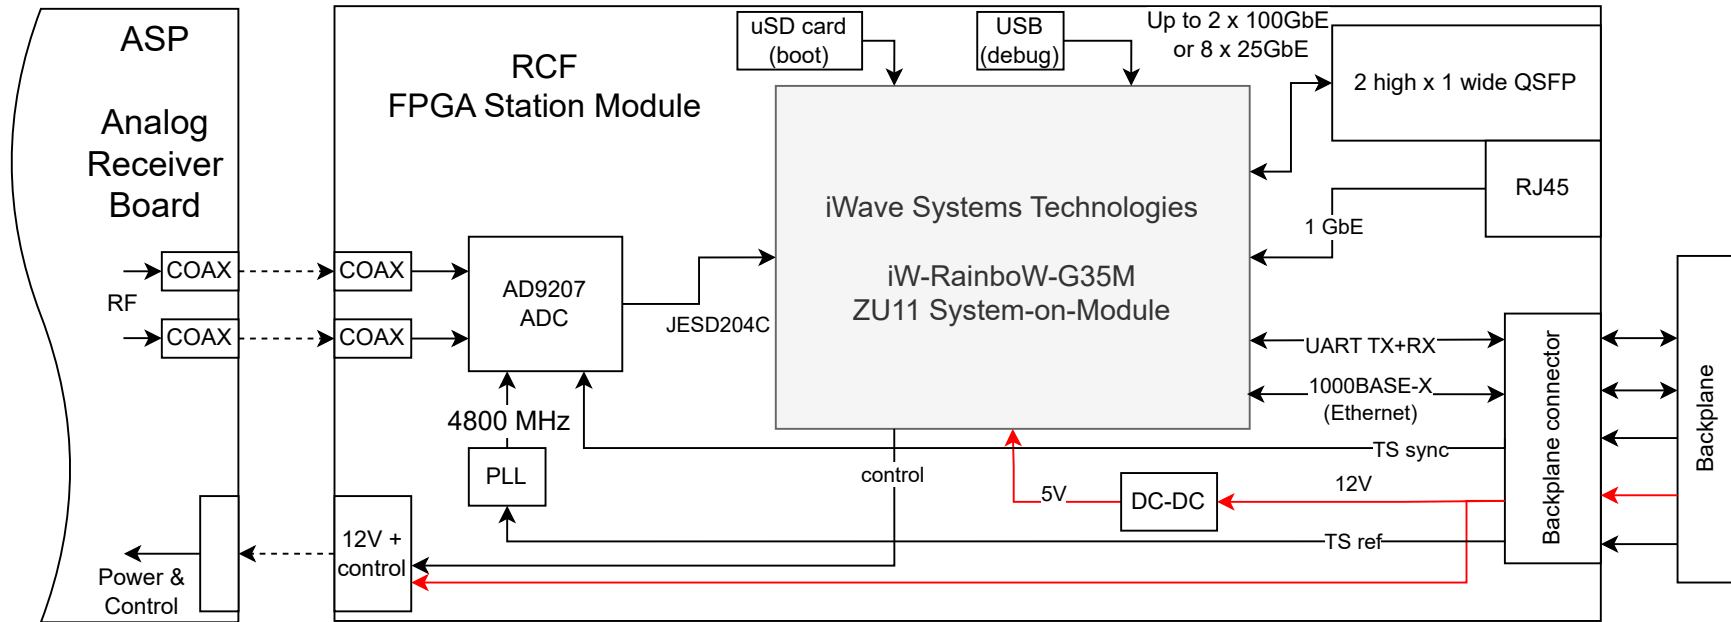 ASP
Analog
Receiver
Board
RF
COAX
COAX
Power &
Control
RCF
FPGA Station Module
COAX
COAX
AD9207
ADC
JESD204C
4800 MHz
PLL
12V +
control
uSD card
(boot)
USB
(debug)
Up to 2 x 100GbE
or 8 x 25GbE
2 high x 1 wide QSFP
RJ45
1 GbE
iWave Systems Technologies
iW-RainboW-G35M
ZU11 System-on-Module
UART TX+RX
1000BASE-X
(Ethernet)
TS sync
control
5V
DC-DC
12V
TS ref
Backplane connector
Backplane